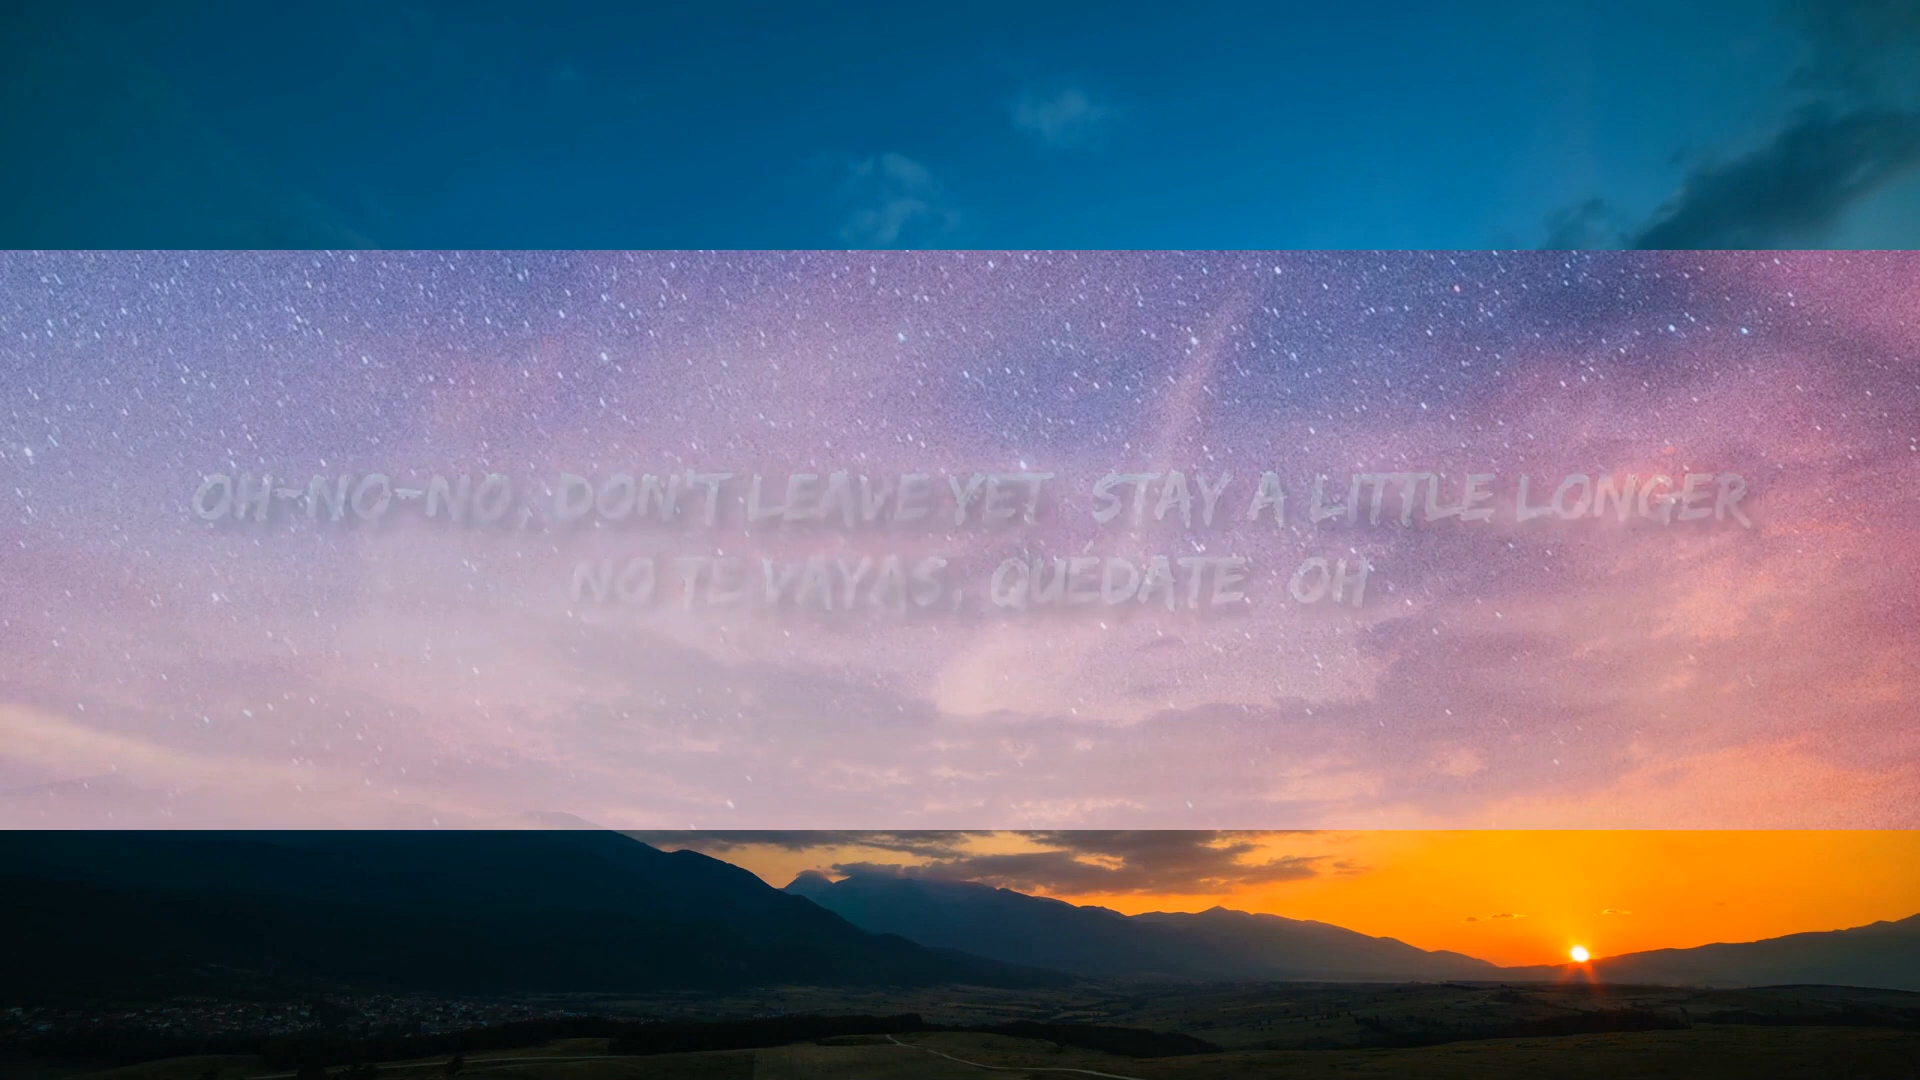 OH-NO-NO, DON'T LEAVE YET STAY A LITTLE LONGER
NO TE VAYAS, QUÉDATE OH